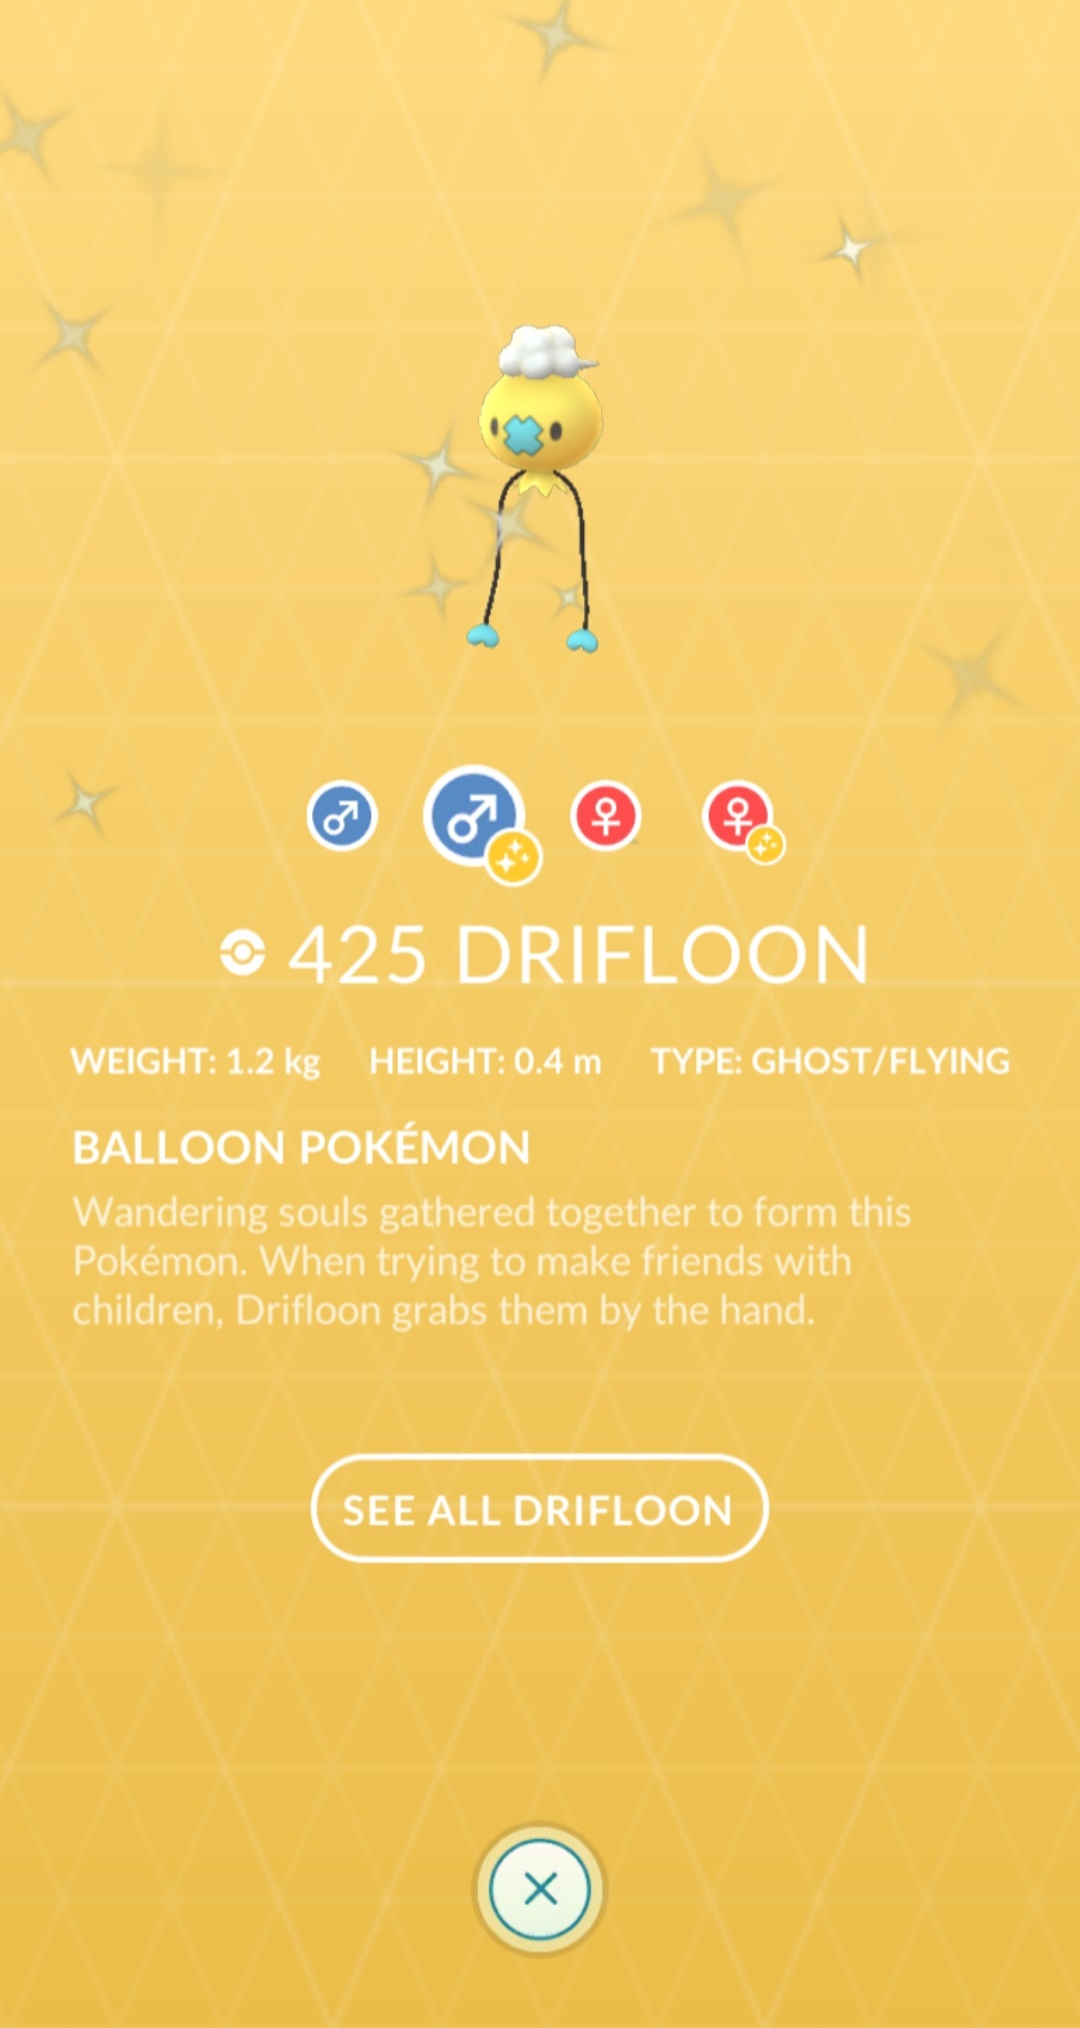 425 DRIFLOON
WEIGHT: 1.2 kg HEIGHT: 0.4 m TYPE: GHOST/FLYING
BALLOON POKÉMON
Wandering souls gathered together to form this
Pokémon. When trying to make friends with
children, Drifloon grabs them by the hand.
SEE ALL DRIFLOON